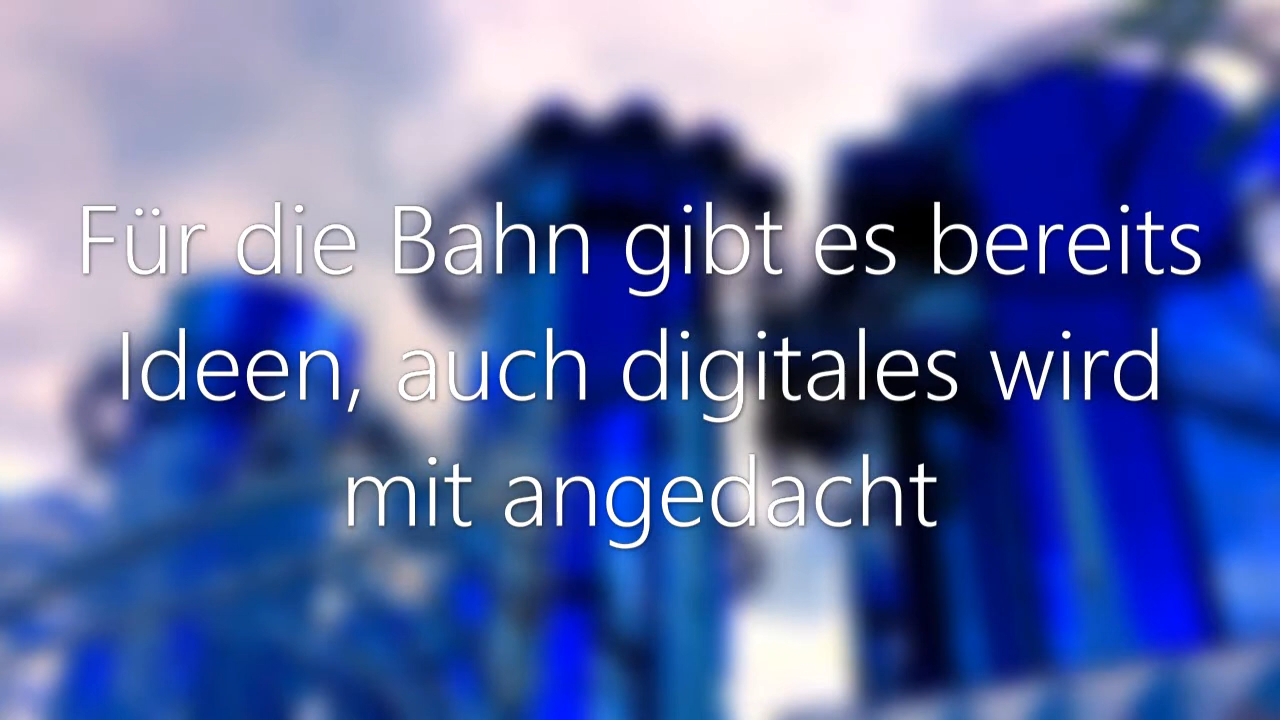 Für die Bahn gibt es bereits
Ideen, auch digitales wird
mit angedacht